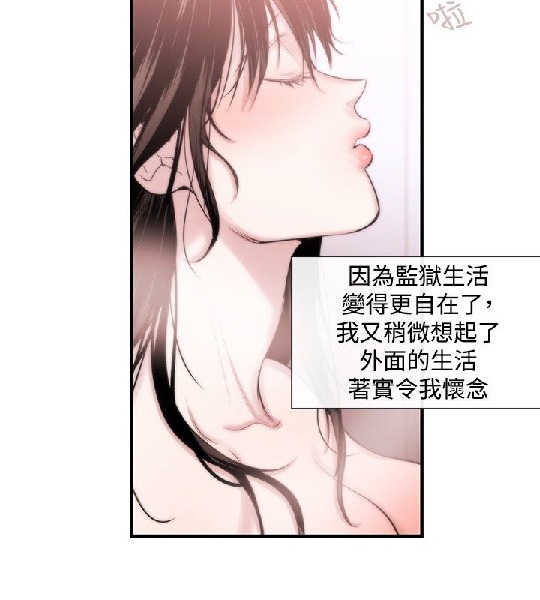 啦
因為監獄生活
變得更自在了，
我又稍微想起了
外面的生活
著實令我懷念